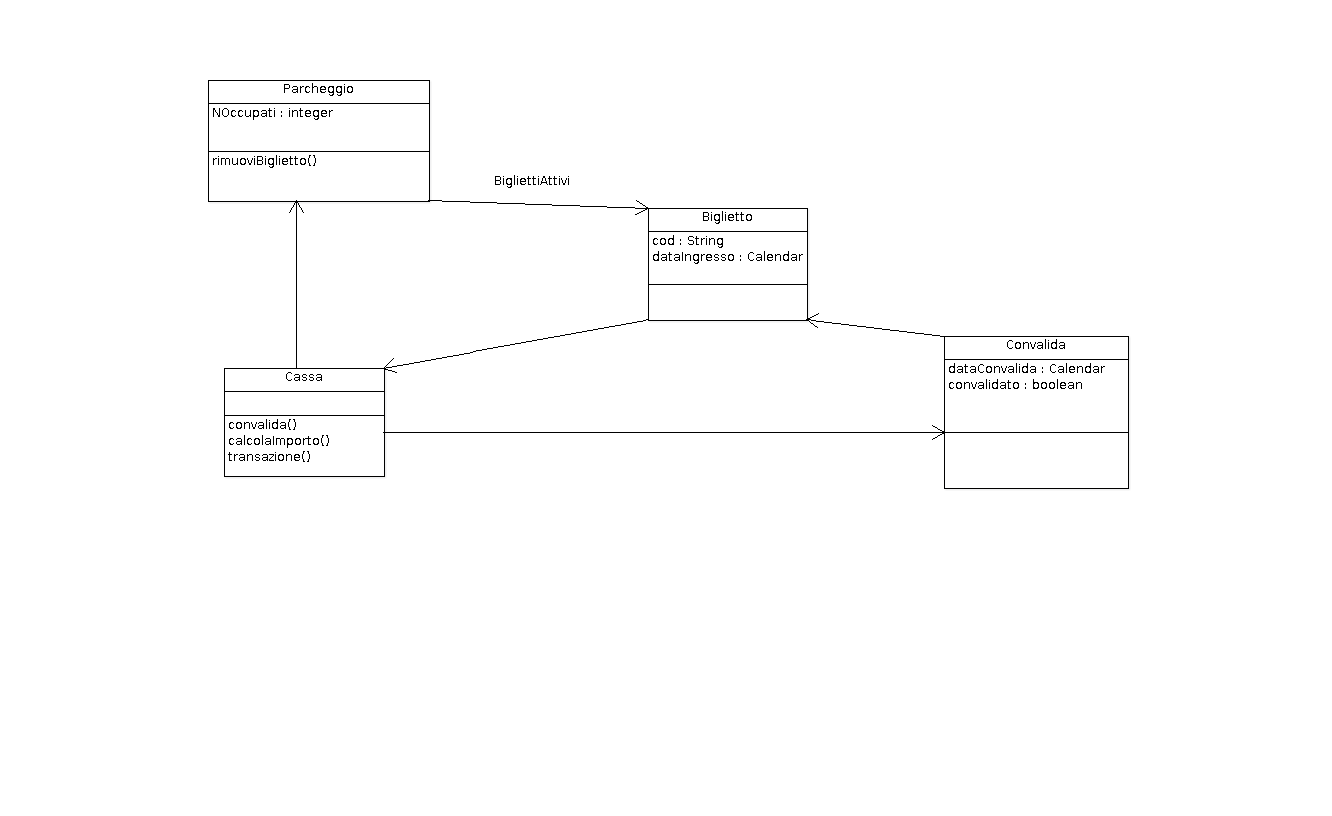 Parcheggio
NOccupati : integer
rimuoviBiglietto()
BigliettiAttivi
Biglietto
cod : String
dataIngresso : Calendar
Convalida
dataConvalida : Calendar
convalidato : boolean
Cassa
convalida()
calcolaImporto()
transazione()